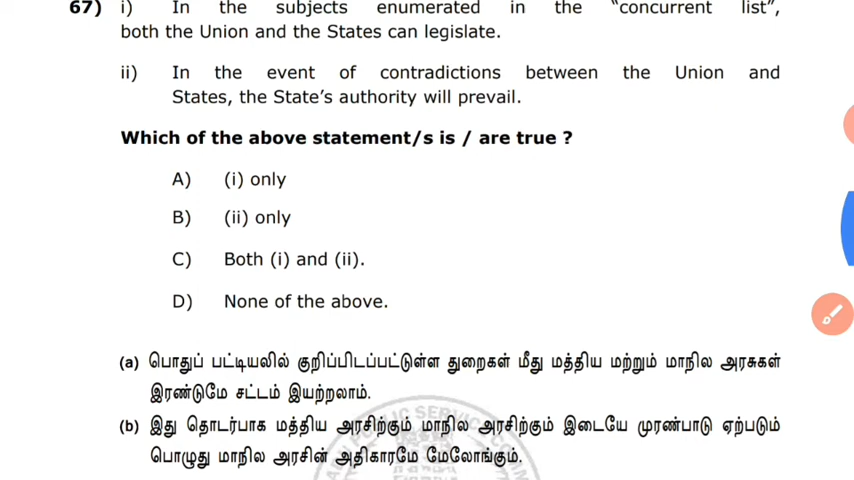 67) i) In the subjects enumerated in the “concurrent list”,
both the Union and the States can legislate.
ii) In the event of contradictions between the Union and
States, the State’s authority will prevail.
Which of the above statement/s is / are true ?
A) (i) only
B) (ii) only
C) Both (i) and (ii).
D) None of the above.
(a) பொதுப் பட்டியலில் குறிப்பிடப்பட்டுள்ள துறைகள் மீது மத்திய மற்றும் மாநில அரசுகள்
இரண்டுமே சட்டம் இயற்றலாம்.
(b) இது தொடர்பாக மத்திய அரசிற்கும் மாநில அரசிற்கும் இடையே முரண்பாடு ஏற்படும்
பொழுது மாநில அரசின் அதிகாரமே மேலோங்கும்.
PUBLIC SERVICE